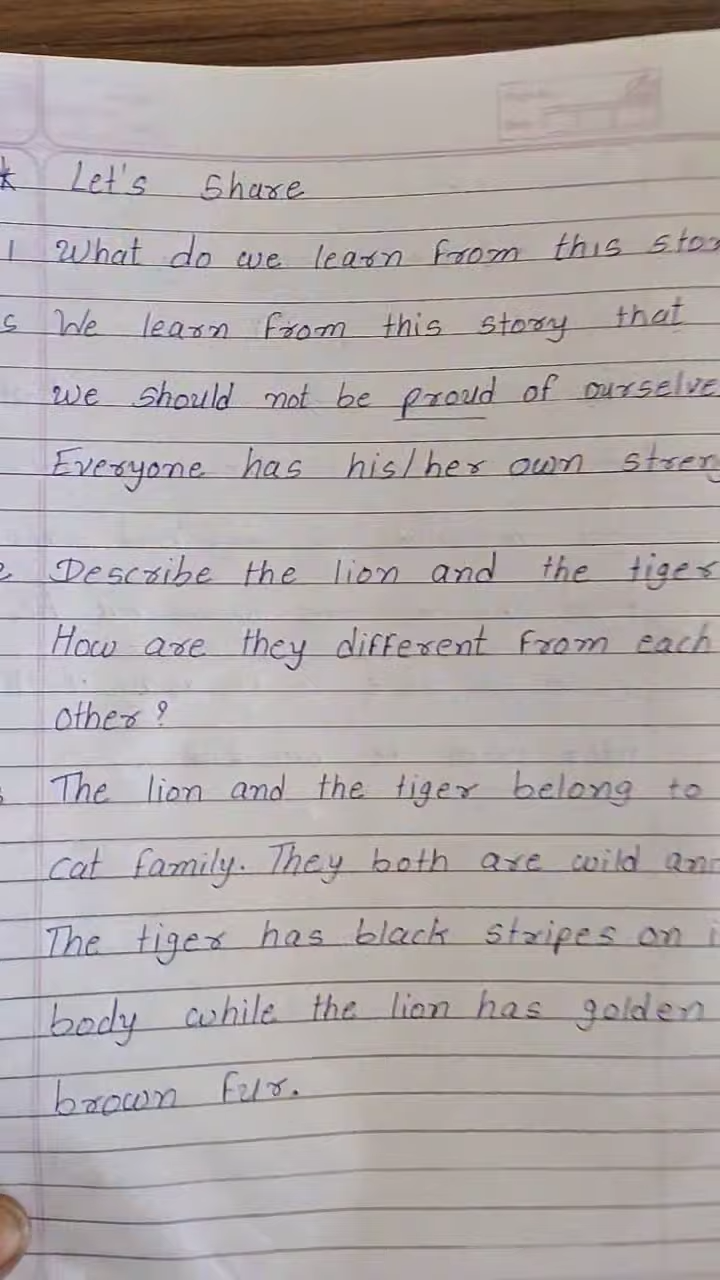 * Let's Share
1 What do we learn from this stor
s We learn from this story that
we should not be proud of ourselve
Everyone has his/her own stren
2 Describe the lion and the tiger
How are they different from each
other?
s The lion and the tiger belong to
cat family. They both are wild an
The tiger has black stripes on i
body while the lion has golden
brown fur.